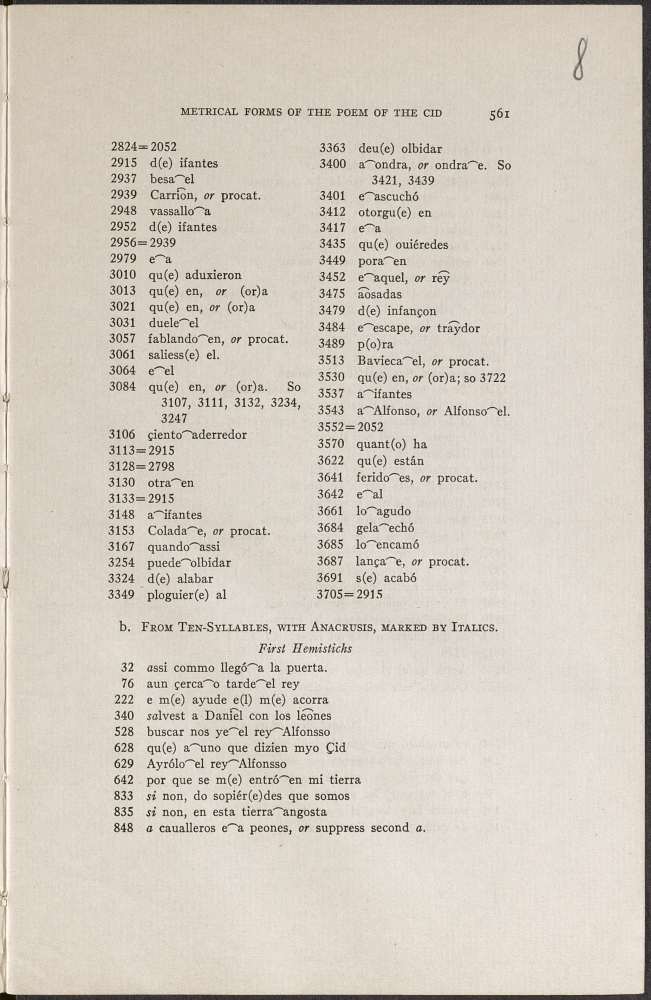 8
METRICAL FORMS OF THE POEM OF THE CID 561
2824=2052
2915 d(e) ifantes
2937 besa⁀el
2939 Carrio͡n, or procat.
2948 vassallo⁀a
2952 d(e) ifantes
2956=2939
2979 e⁀a
3010 qu(e) aduxieron
3013 qu(e) en, or (or)a
3021 qu(e) en, or (or)a
3031 duele⁀el
3057 fablando⁀en, or procat.
3061 saliess(e) el.
3064 e⁀el
3084 qu(e) en, or (or)a. So
3107, 3111, 3132, 3234,
3247
3106 çiento⁀aderredor
3113=2915
3128=2798
3130 otra⁀en
3133=2915
3148 a⁀ifantes
3153 Colada⁀e, or procat.
3167 quando⁀assi
3254 puede⁀olbidar
3324 d(e) alabar
3349 ploguier(e) al
3363 deu(e) olbidar
3400 a⁀ondra, or ondra⁀e. So
3421, 3439
3401 e⁀ascuchó
3412 otorgu(e) en
3417 e⁀a
3435 qu(e) ouiéredes
3449 pora⁀en
3452 e⁀aquel, or re͡y
3475 a͡osadas
3479 d(e) infançon
3484 e⁀escape, or tra͡ydor
3489 p(o)ra
3513 Bavieca⁀el, or procat.
3530 qu(e) en, or (or)a; so 3722
3537 a⁀ifantes
3543 a⁀Alfonso, or Alfonso⁀el.
3552=2052
3570 quant(o) ha
3622 qu(e) están
3641 ferido⁀es, or procat.
3642 e⁀al
3661 lo⁀agudo
3684 gela⁀echó
3685 lo⁀encamó
3687 lança⁀e, or procat.
3691 s(e) acabó
3705=2915
b. FROM TEN-SYLLABLES, WITH ANACRUSIS, MARKED BY ITALICS.
First Hemistichs
32 assi commo llegó⁀a la puerta.
76 aun çerca⁀o tarde⁀el rey
222 e m(e) ayude e(l) m(e) acorra
340 salvest a Dani͡el con los le͡ones
528 buscar nos ye⁀el rey⁀Alfonsso
628 qu(e) a⁀uno que dizien myo Çid
629 Ayrólo⁀el rey⁀Alfonsso
642 por que se m(e) entró⁀en mi tierra
833 si non, do sopiér(e)des que somos
835 si non, en esta tierra⁀angosta
848 a caualleros e⁀a peones, or suppress second a.